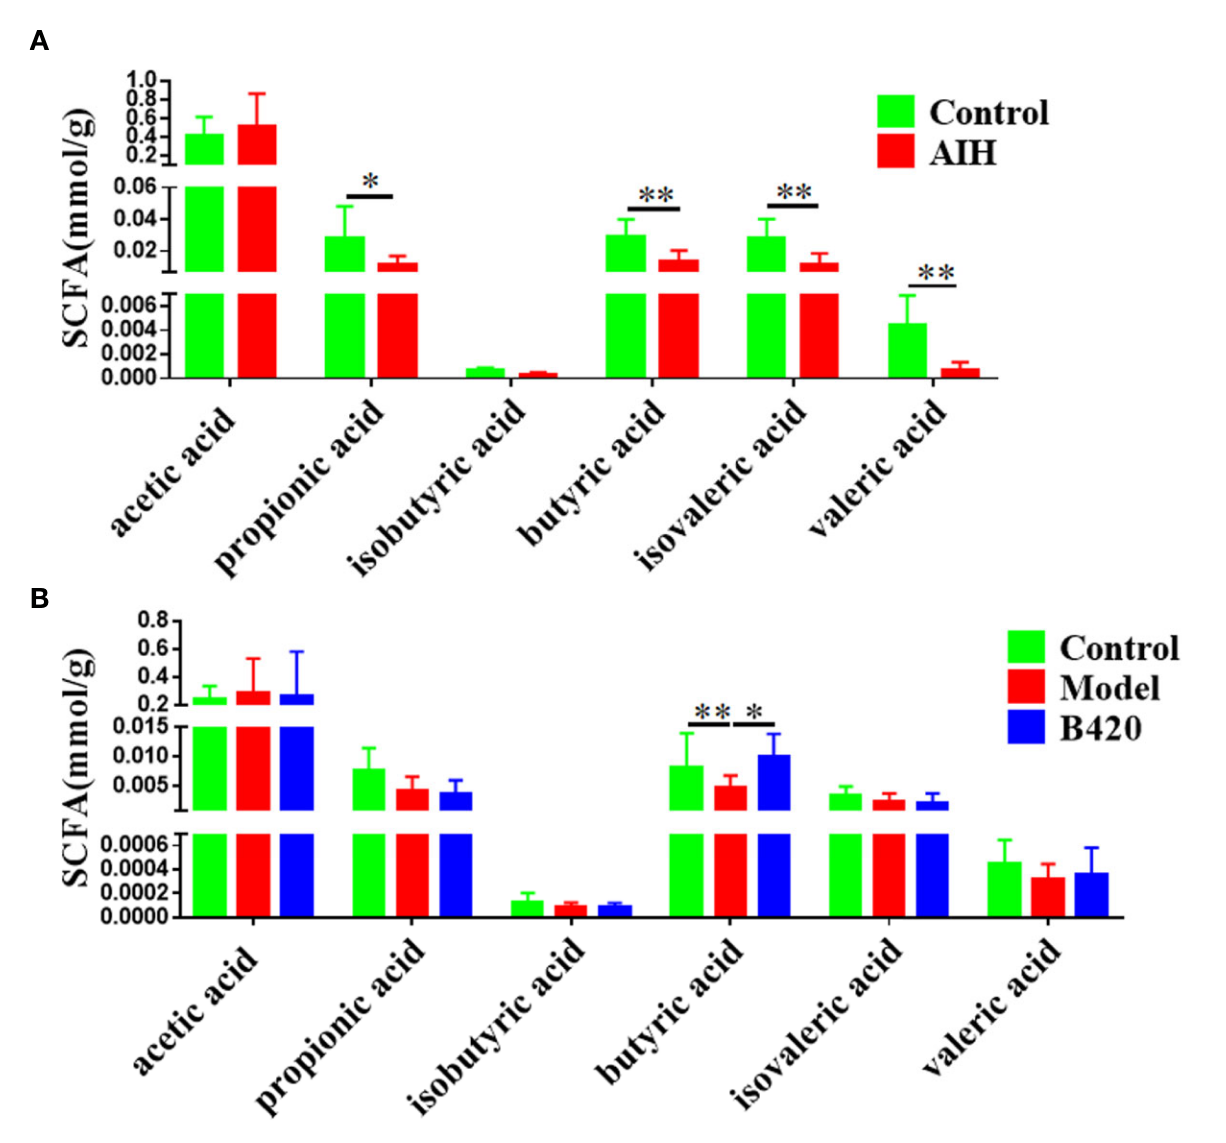 A
SCFA(mmol/g)
1.0
0.8
0.6
0.4
0.2
0.06
0.04
0.02
0.006
0.004
0.002
0.000
*
**
**
**
Control
AIH
acetic acid
propionic acid
isobutyric acid
butyric acid
isovaleric acid
valeric acid
B
SCFA(mmol/g)
0.8
0.6
0.4
0.2
0.015
0.010
0.005
0.0006
0.0004
0.0002
0.0000
** *
Control
Model
B420
acetic acid
propionic acid
isobutyric acid
butyric acid
isovaleric acid
valeric acid